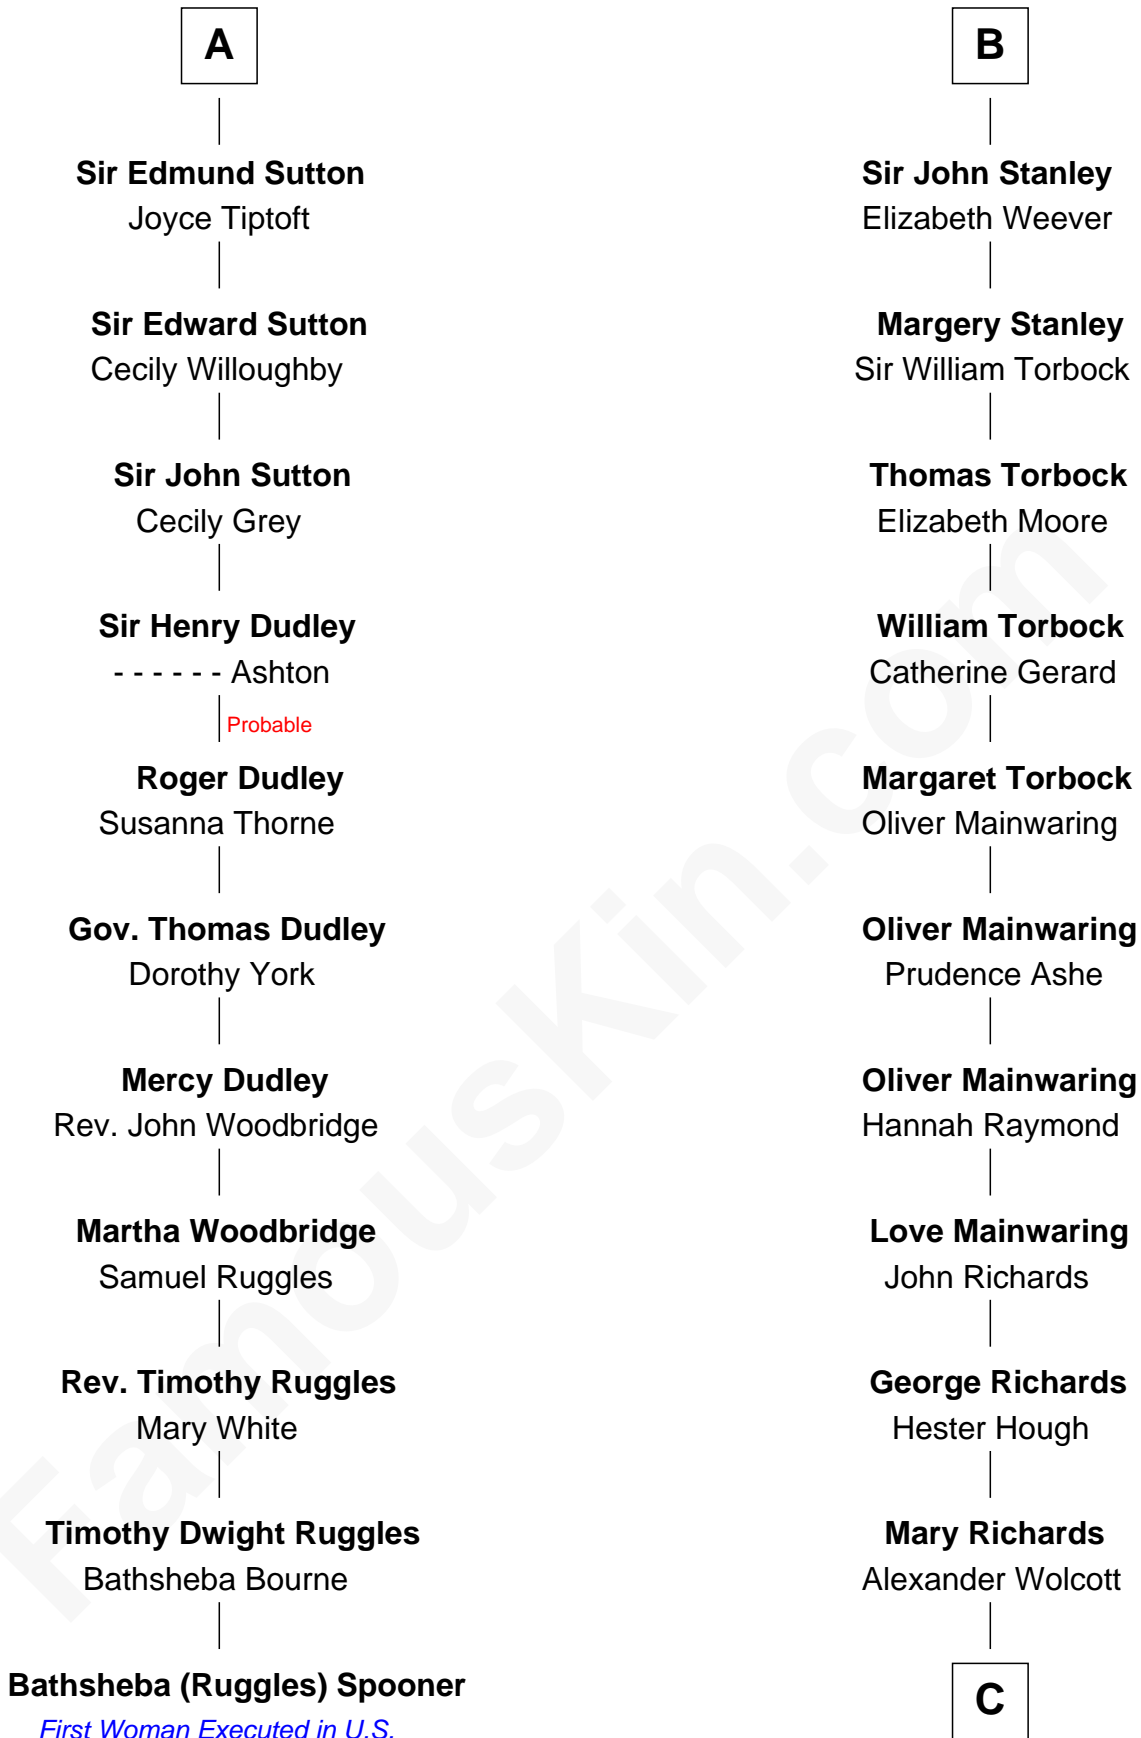 A
Sir Edmund Sutton
Joyce Tiptoft
Sir Edward Sutton
Cecily Willoughby
Sir John Sutton
Cecily Grey
Sir Henry Dudley
- - - - - - Ashton
Probable
Roger Dudley
Susanna Thorne
Gov. Thomas Dudley
Dorothy York
Mercy Dudley
Rev. John Woodbridge
Martha Woodbridge
Samuel Ruggles
Rev. Timothy Ruggles
Mary White
Timothy Dwight Ruggles
Bathsheba Bourne
Bathsheba (Ruggles) Spooner
First Woman Executed in U.S.
B
Sir John Stanley
Elizabeth Weever
Margery Stanley
Sir William Torbock
Thomas Torbock
Elizabeth Moore
William Torbock
Catherine Gerard
Margaret Torbock
Oliver Mainwaring
Oliver Mainwaring
Prudence Ashe
Oliver Mainwaring
Hannah Raymond
Love Mainwaring
John Richards
George Richards
Hester Hough
Mary Richards
Alexander Wolcott
C
FamousKin.com